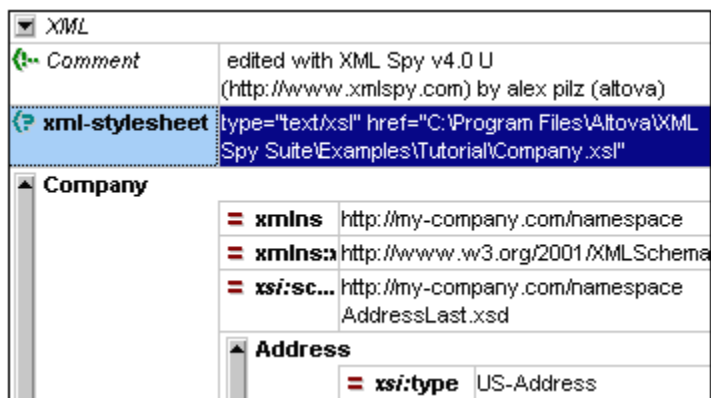 XML
Comment edited with XML Spy v4.0 U
(http://www.xmlspy.com) by alex pilz (altova)
xml-stylesheet type="text/xsl" href="C:\Program Files\Altova\XML
Spy Suite\Examples\Tutorial\Company.xsl"
Company
= xmlns http://my-company.com/namespace
= xmlns:x http://www.w3.org/2001/XMLSchema
= xsi:sc... http://my-company.com/namespace
AddressLast.xsd
Address
= xsi:type US-Address